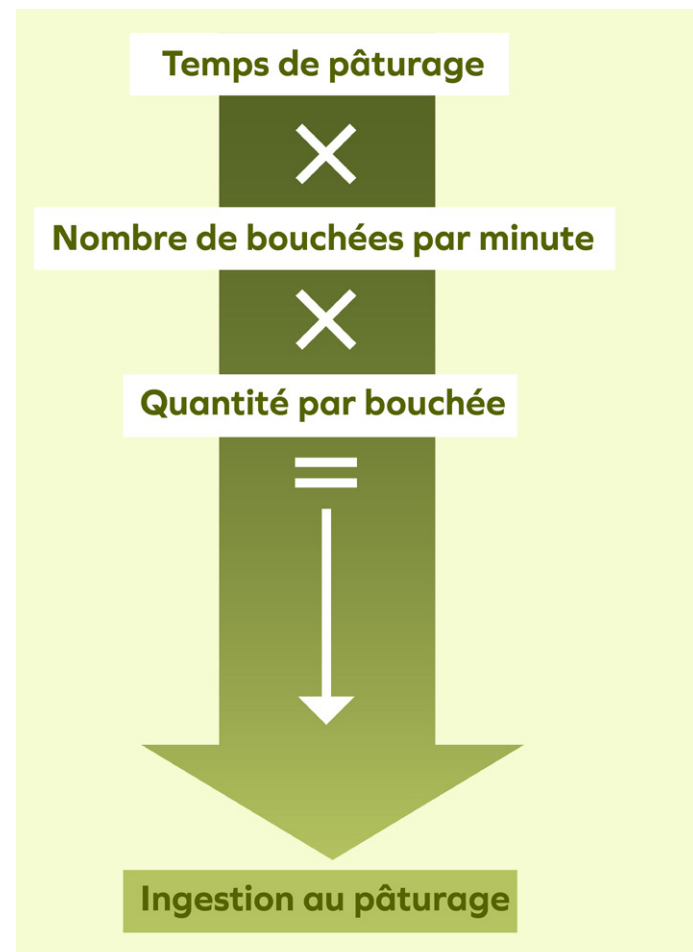 Temps de pâturage
×
Nombre de bouchées par minute
×
Quantité par bouchée
=
Ingestion au pâturage